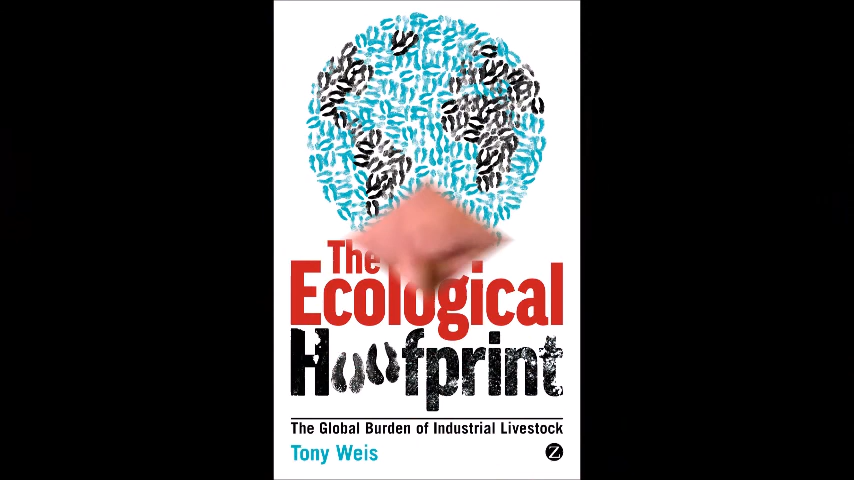 The
Ecological
Hoofprint
The Global Burden of Industrial Livestock
Tony Weis
Z